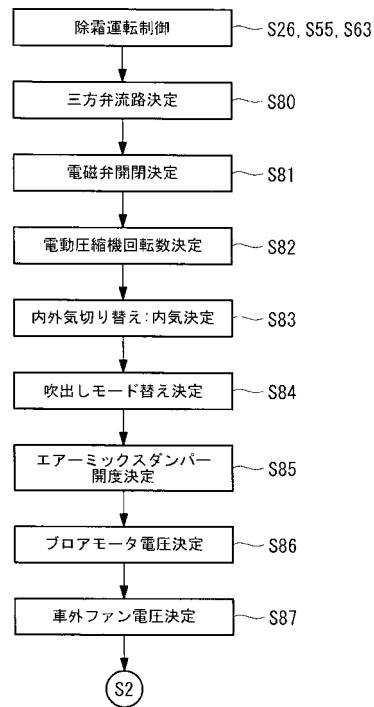 除霜運転制御 S26, S55, S63
三方弁流路決定 S80
電磁弁開閉決定 S81
電動圧縮機回転数決定 S82
内外気切り替え:内気決定 S83
吹出しモード替え決定 S84
エアーミックスダンパー
開度決定 S85
ブロアモータ電圧決定 S86
車外ファン電圧決定 S87
S2